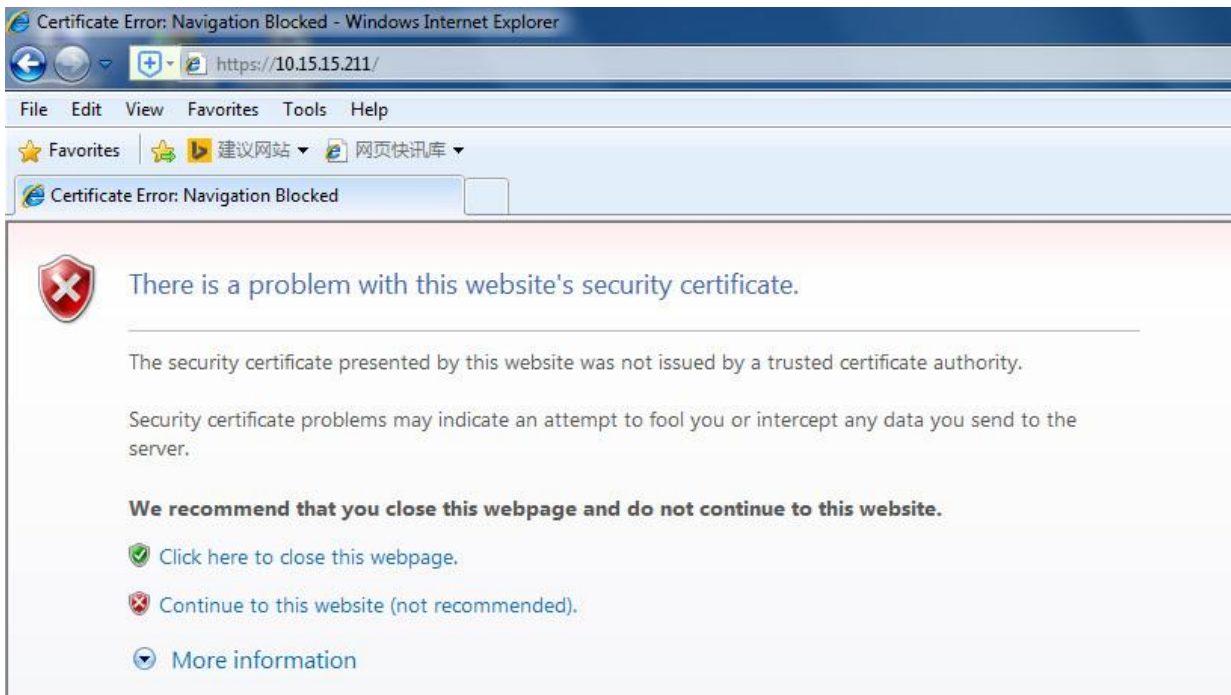 Certificate Error: Navigation Blocked - Windows Internet Explorer
https://10.15.15.211/
File Edit View Favorites Tools Help
Favorites 建议网站 网页快讯库
Certificate Error: Navigation Blocked
There is a problem with this website's security certificate.
The security certificate presented by this website was not issued by a trusted certificate authority.
Security certificate problems may indicate an attempt to fool you or intercept any data you send to the
server.
We recommend that you close this webpage and do not continue to this website.
Click here to close this webpage.
Continue to this website (not recommended).
More information